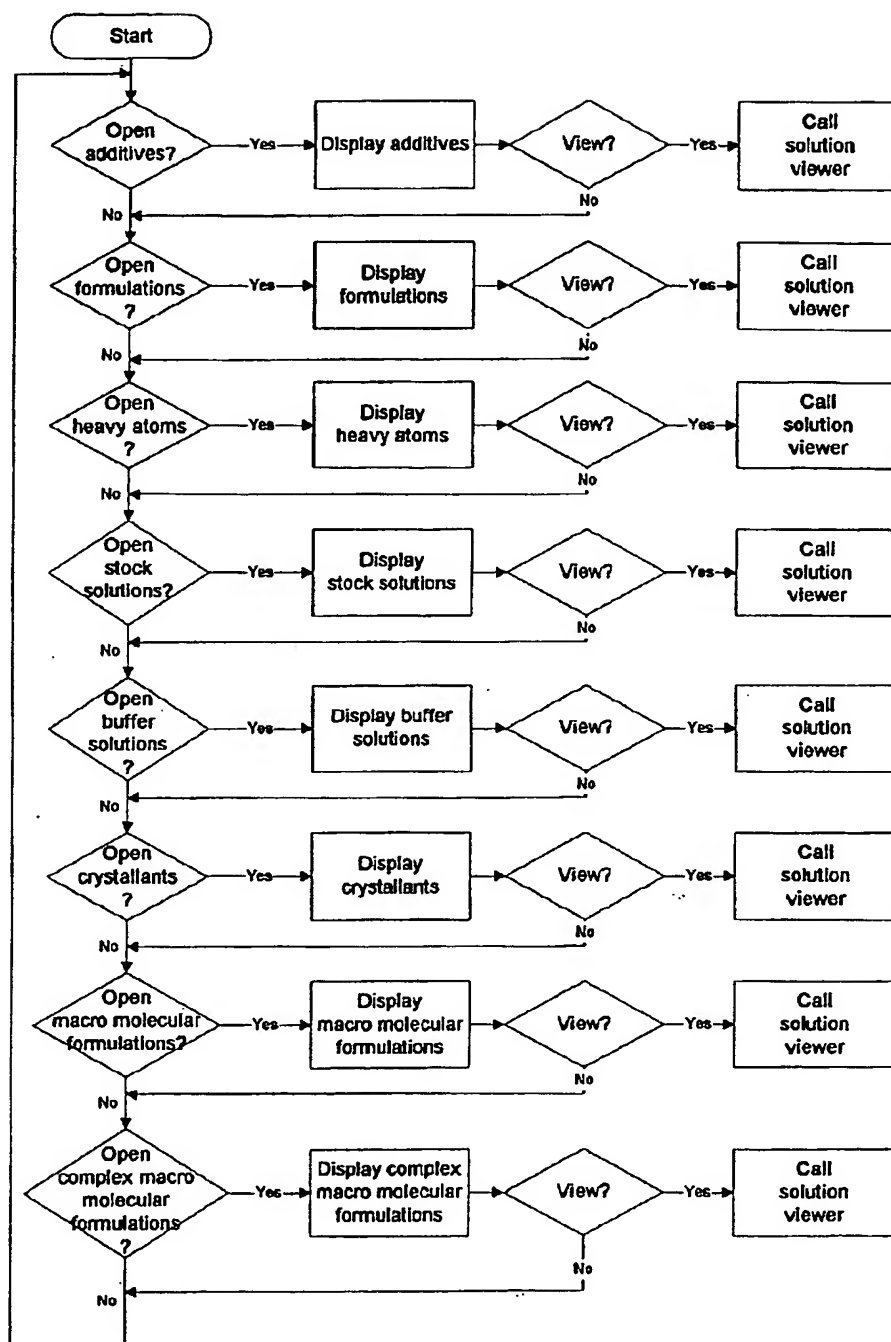 Start
Open
additives?
Yes
Display additives
View?
Yes
Call
solution
viewer
No
No
Open
formulations
?
Yes
Display
formulations
View?
Yes
Call
solution
viewer
No
No
Open
heavy atoms
?
Yes
Display
heavy atoms
View?
Yes
Call
solution
viewer
No
No
Open
stock
solutions?
Yes
Display
stock solutions
View?
Yes
Call
solution
viewer
No
No
Open
buffer
solutions
?
Yes
Display buffer
solutions
View?
Yes
Call
solution
viewer
No
No
Open
crystallants
?
Yes
Display
crystallants
View?
Yes
Call
solution
viewer
No
No
Open
macro molecular
formulations?
Yes
Display
macro molecular
formulations
View?
Yes
Call
solution
viewer
No
No
Open
complex macro
molecular
formulations
?
Yes
Display complex
macro molecular
formulations
View?
Yes
Call
solution
viewer
No
No